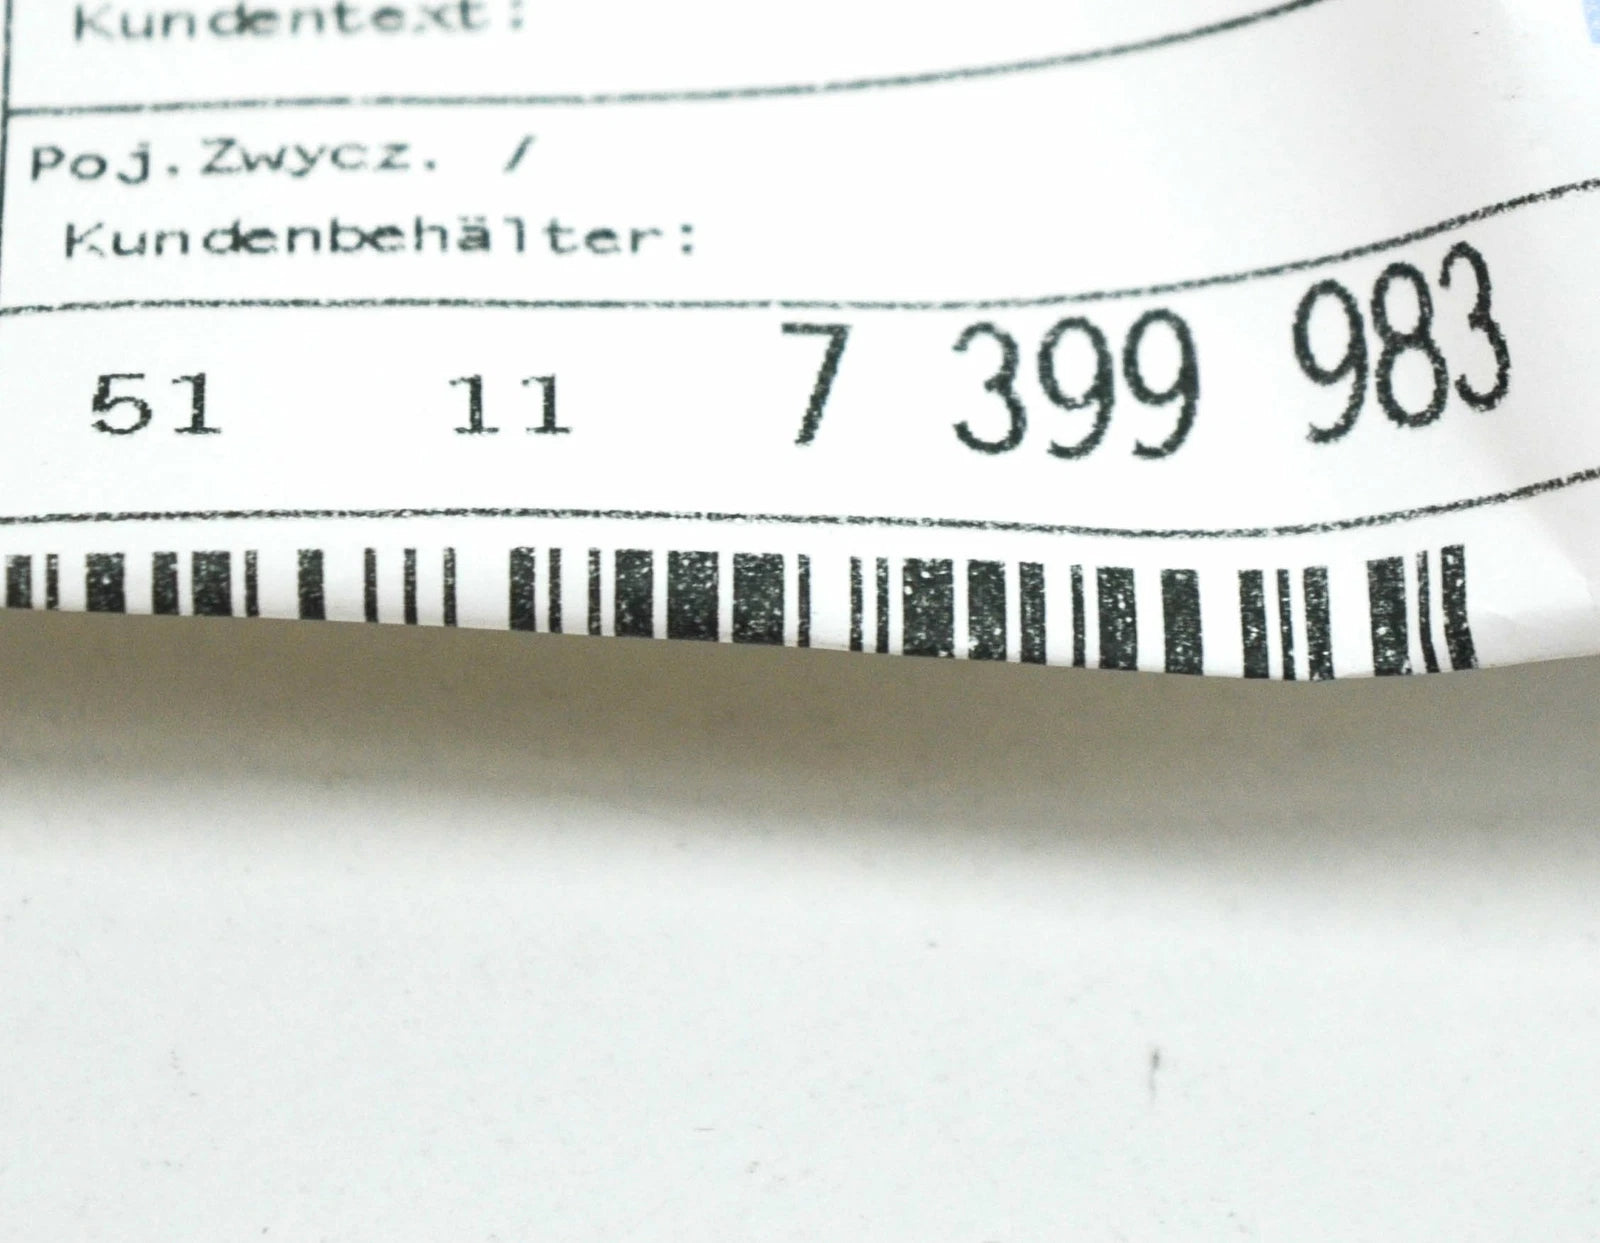 Kundentext:
Poj.Zwycz. /
Kundenbehälter:
51 11 7 399 983